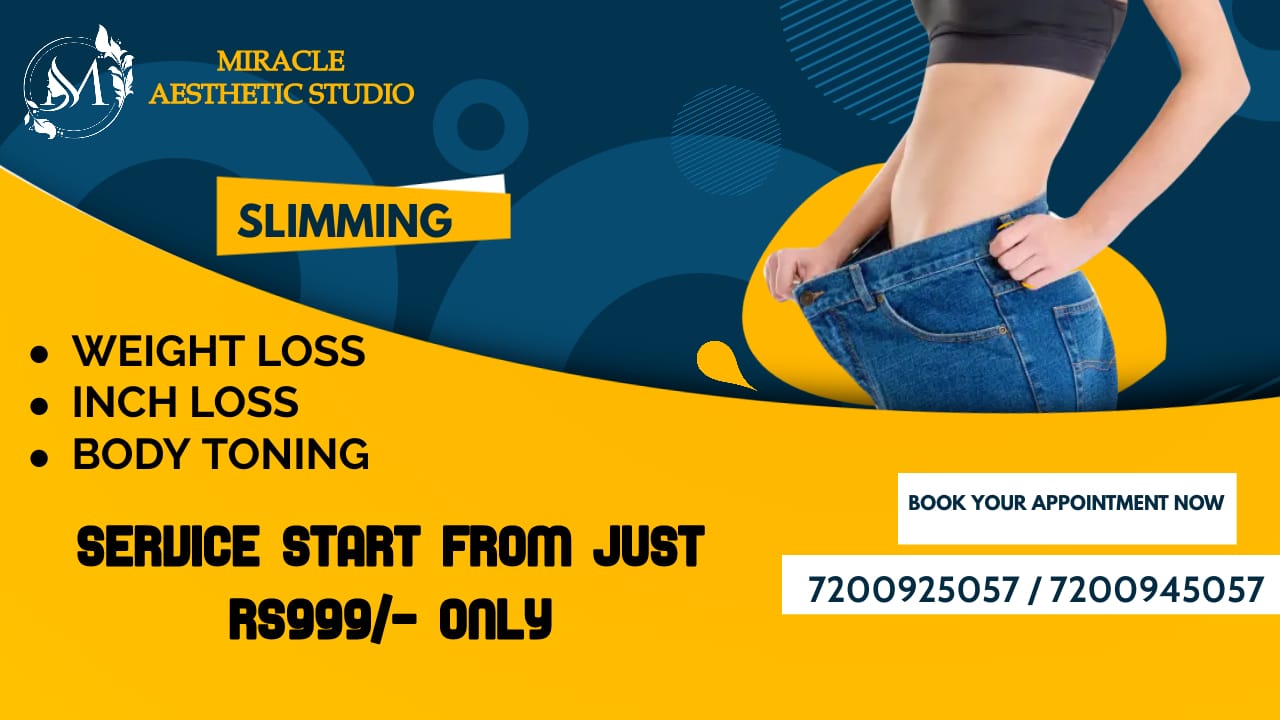 M
MIRACLE
AESTHETIC STUDIO
SLIMMING
• WEIGHT LOSS
• INCH LOSS
• BODY TONING
SERVICE START FROM JUST
RS999/- ONLY
BOOK YOUR APPOINTMENT NOW
7200925057 / 7200945057